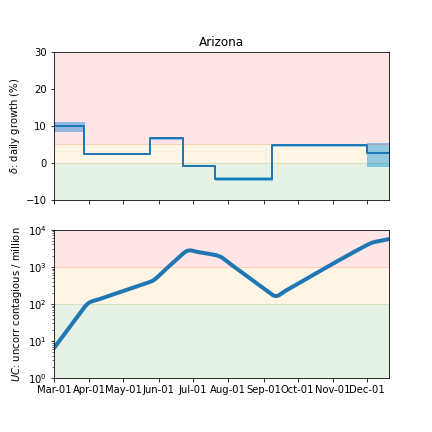 Arizona
30
20
10
0
−10
δ: daily growth (%)
10⁴
10³
10²
10¹
10⁰
UC: uncorr contagious / million
Mar-01 Apr-01 May-01 Jun-01 Jul-01 Aug-01 Sep-01 Oct-01 Nov-01 Dec-01